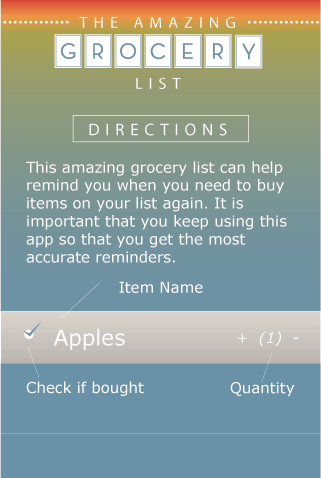 THE AMAZING
GROCERY
LIST
DIRECTIONS
This amazing grocery list can help
remind you when you need to buy
items on your list again. It is
important that you keep using this
app so that you get the most
accurate reminders.
Item Name
Apples + (1) -
Check if bought Quantity